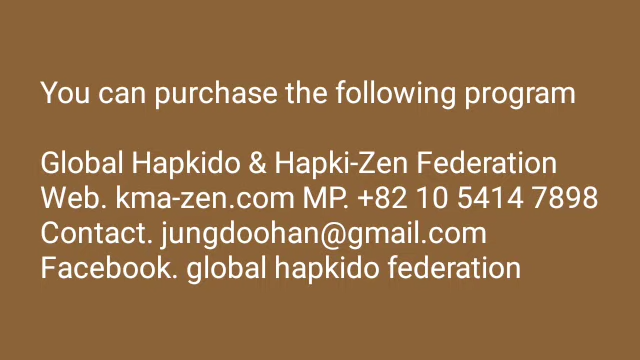 You can purchase the following program
Global Hapkido & Hapki-Zen Federation
Web. kma-zen.com MP. +82 10 5414 7898
Contact. jungdoohan@gmail.com
Facebook. global hapkido federation